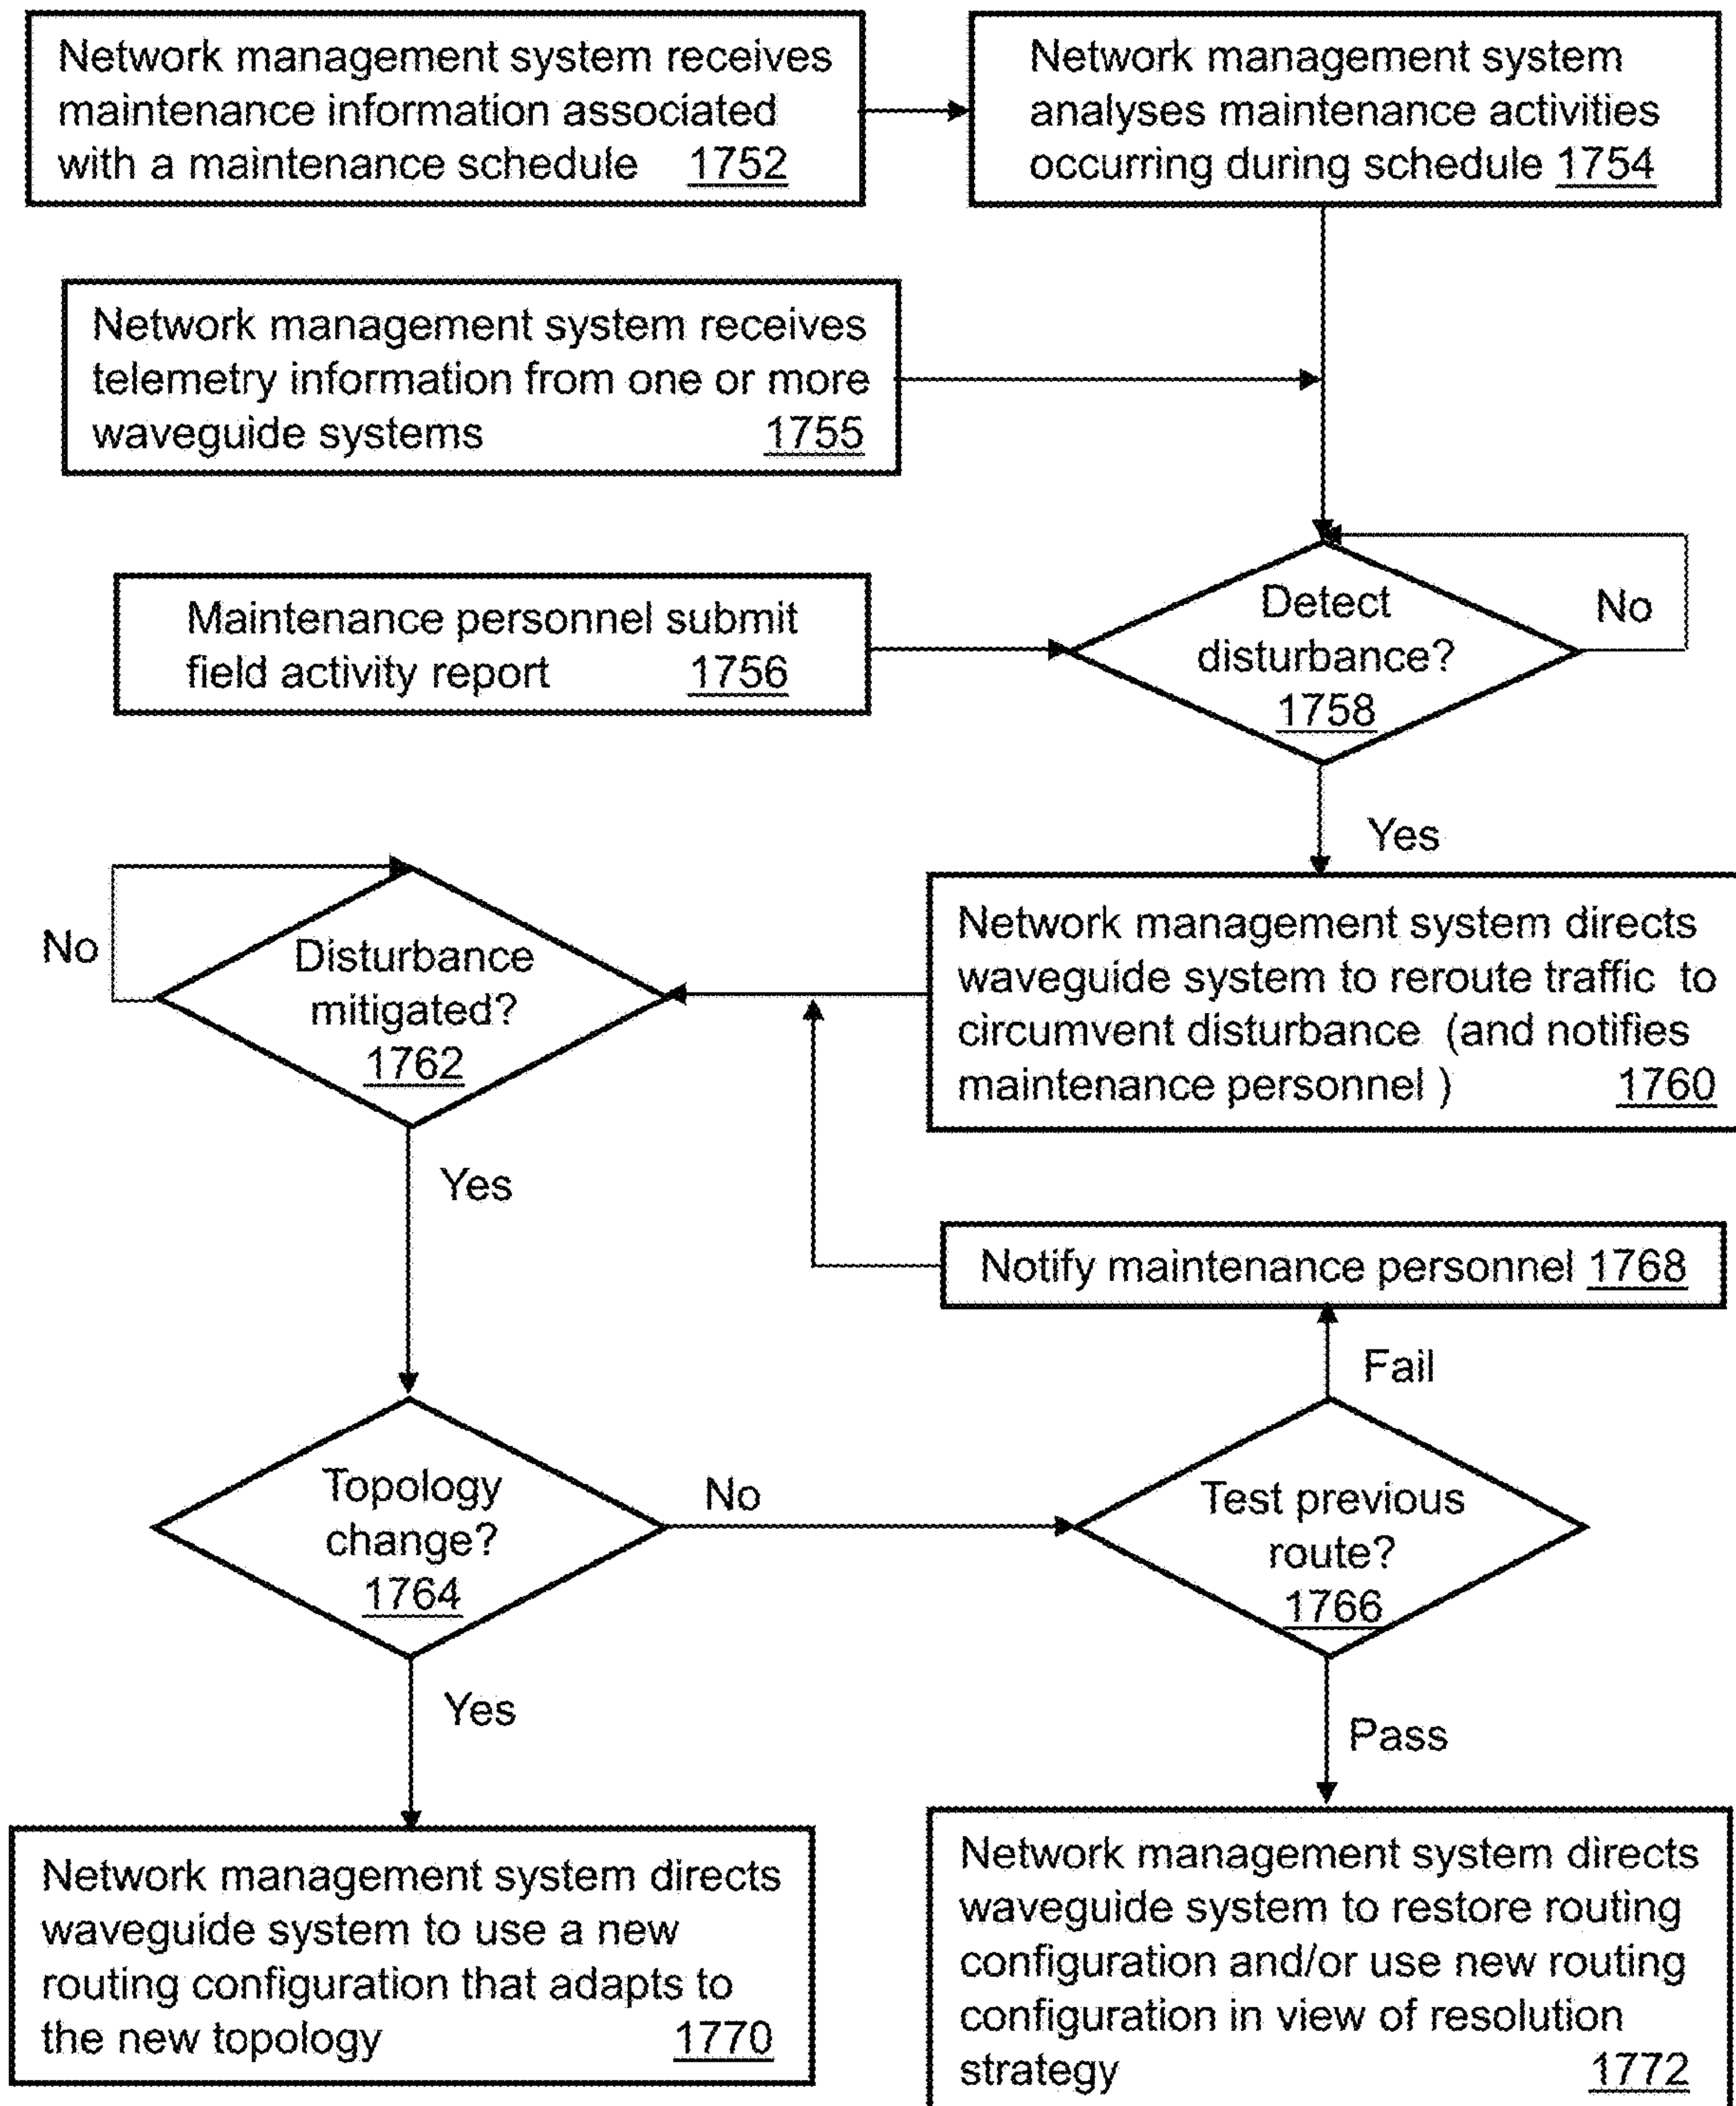 Network management system receives
maintenance information associated
with a maintenance schedule 1752
Network management system
analyses maintenance activities
occurring during schedule 1754
Network management system receives
telemetry information from one or more
waveguide systems 1755
Maintenance personnel submit
field activity report 1756
Detect
disturbance?
1758
No
Yes
Network management system directs
waveguide system to reroute traffic to
circumvent disturbance (and notifies
maintenance personnel ) 1760
No
Disturbance
mitigated?
1762
Yes
Notify maintenance personnel 1768
Fail
Topology
change?
1764
No
Test previous
route?
1766
Yes
Pass
Network management system directs
waveguide system to use a new
routing configuration that adapts to
the new topology 1770
Network management system directs
waveguide system to restore routing
configuration and/or use new routing
configuration in view of resolution
strategy 1772